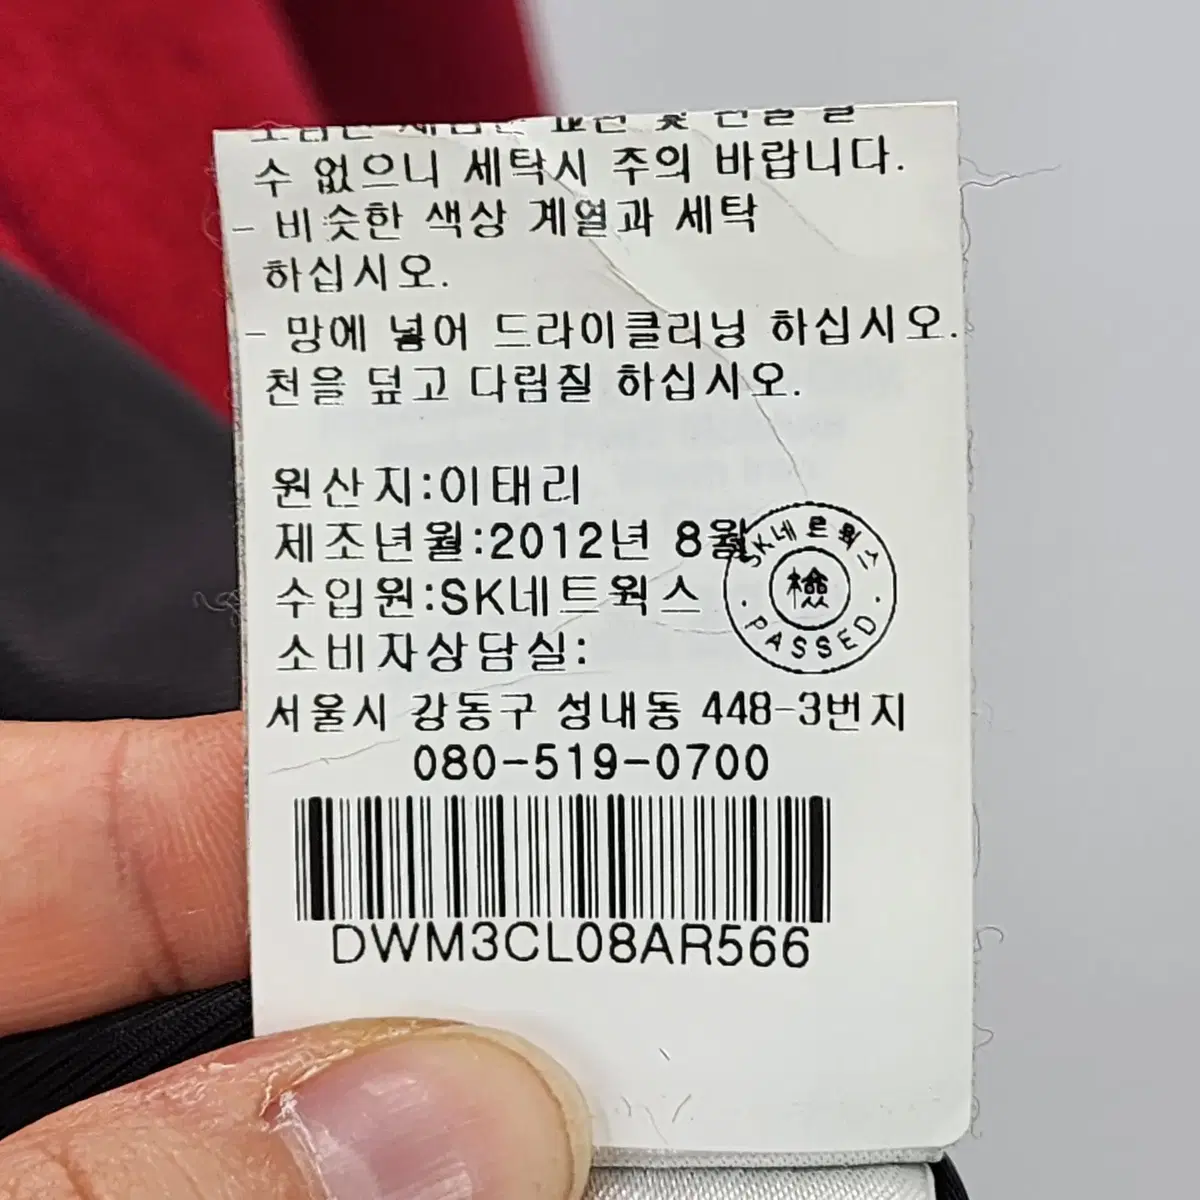 수 없으니 세탁시 주의 바랍니다.
- 비슷한 색상 계열과 세탁
하십시오.
- 망에 넣어 드라이클리닝 하십시오.
천을 덮고 다림질 하십시오.
원산지:이태리
제조년월:2012년 8월
수입원:SK네트웍스
소비자상담실:
서울시 강동구 성내동 448-3번지
080-519-0700
DWM3CL08AR566
SK네트웍스
檢
PASSED